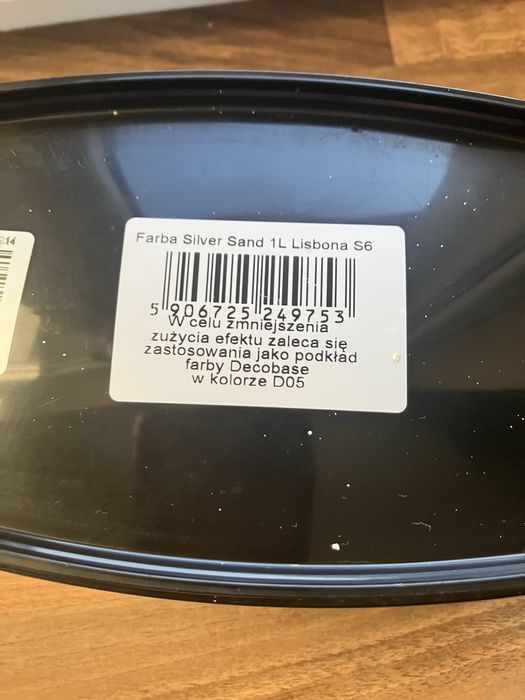 Farba Silver Sand 1L Lisbona S6
5 906725 249753
W celu zmniejszenia
zużycia efektu zaleca się
zastosowania jako podkład
farby Decobase
w kolorze D05
214